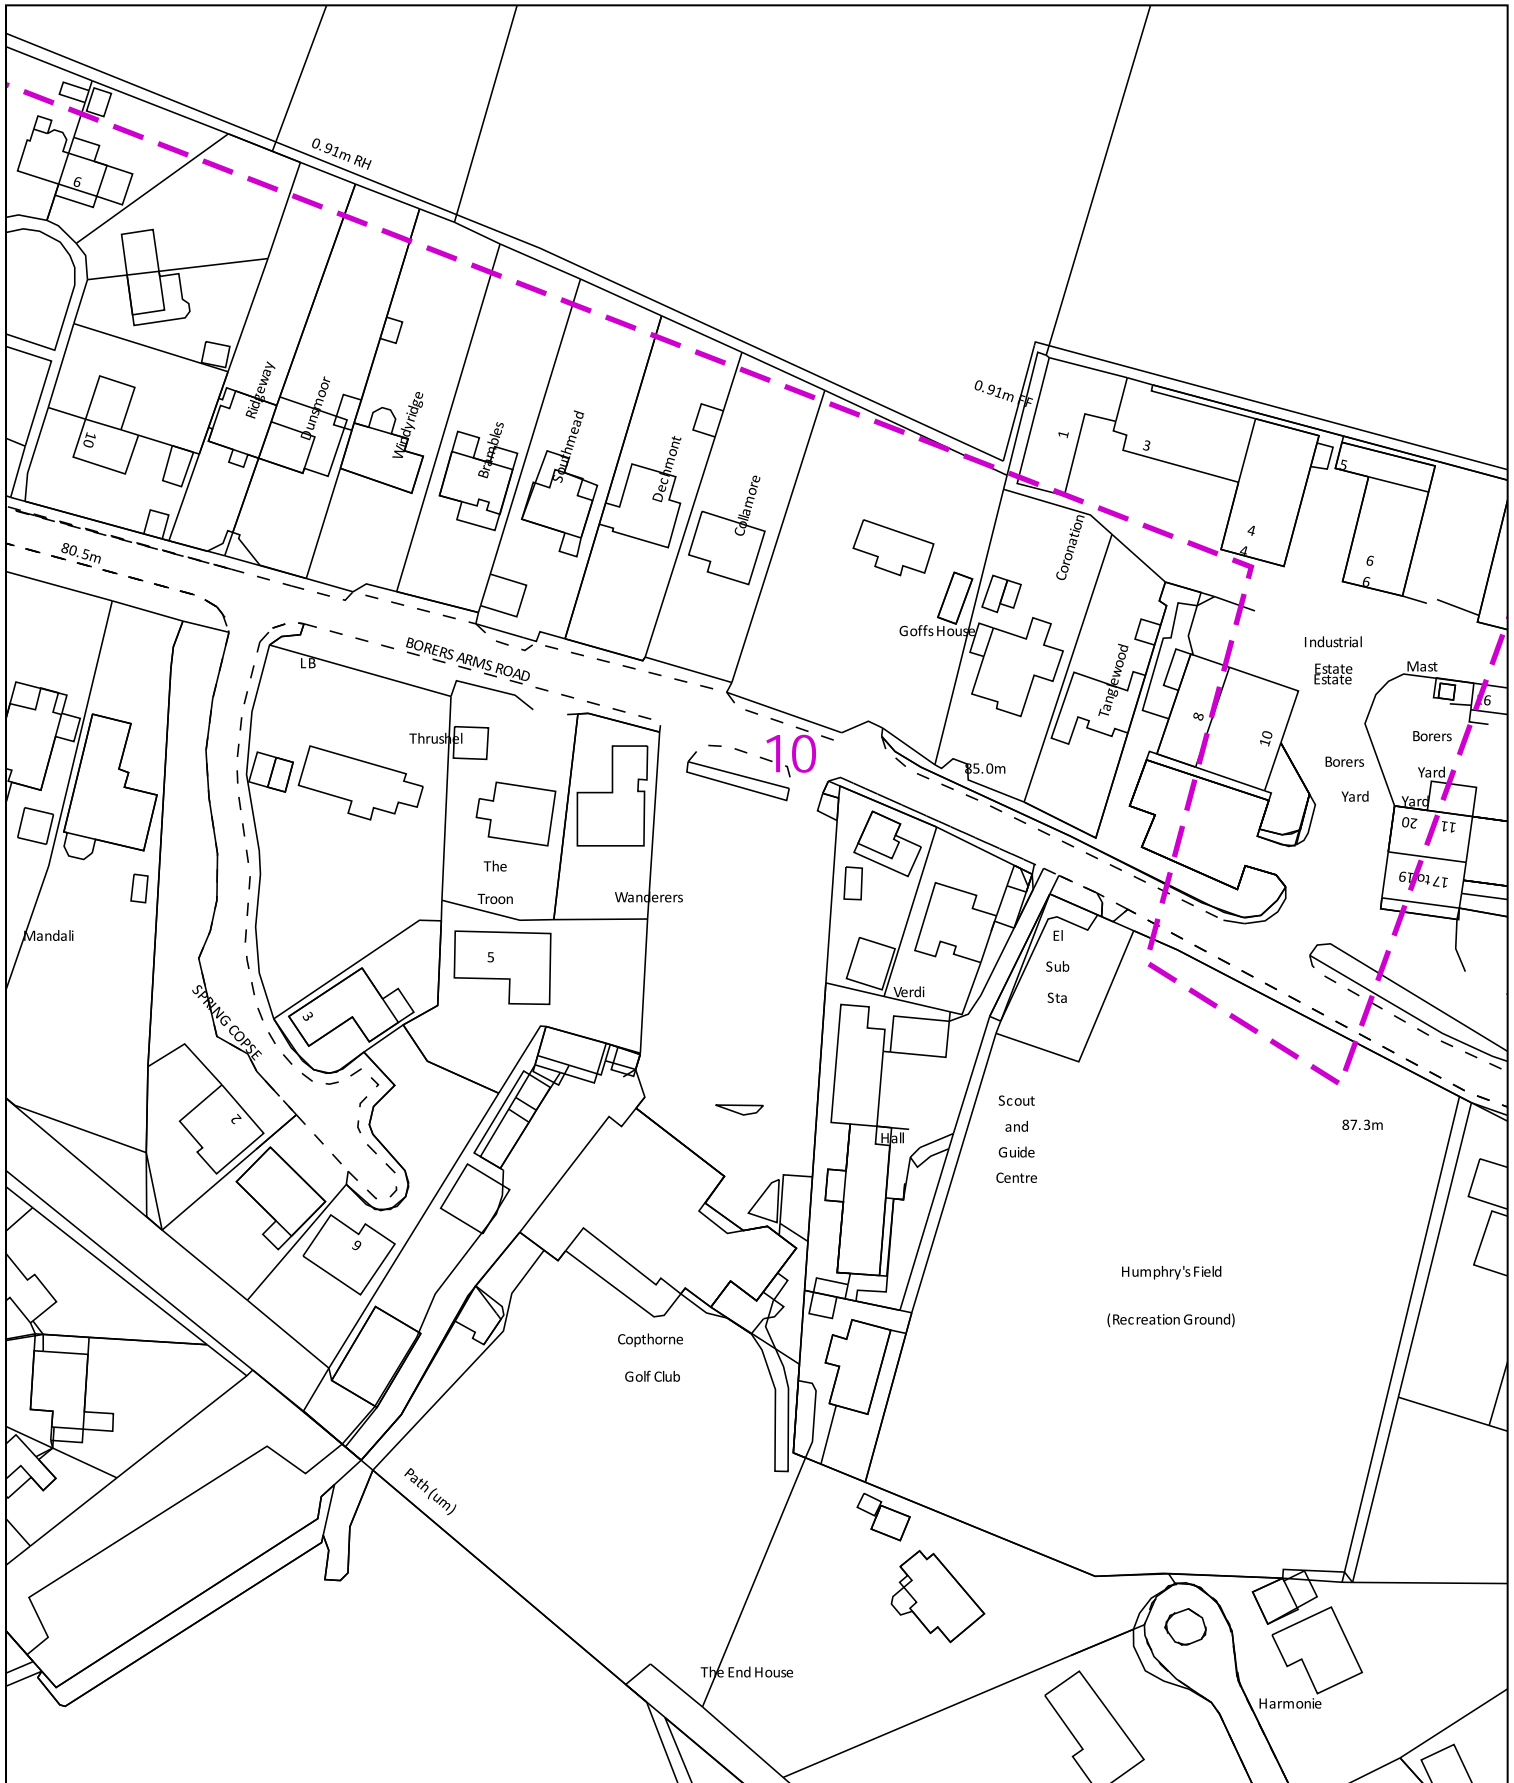 0.91m RH
6
Ridgeway
Dunsmoor
Windyridge
Brambles
Southmead
Dechmont
Collamore
0.91m FF
1
3
4
4
5
6
6
10
80.5m
Coronation
Goffs House
Industrial
Estate
Estate
Mast
16
BORERS ARMS ROAD
LB
Tanglewood
8
10
Borers
Borers
Yard
Yard
Yard
Thrushel
10
85.0m
20
11
17 to 19
The
Troon
Wanderers
Mandali
5
El
Sub
Sta
Verdi
SPRING COPSE
3
2
Scout
and
Guide
Centre
Hall
87.3m
9
Humphry's Field
(Recreation Ground)
Copthorne
Golf Club
Path (um)
The End House
Harmonie